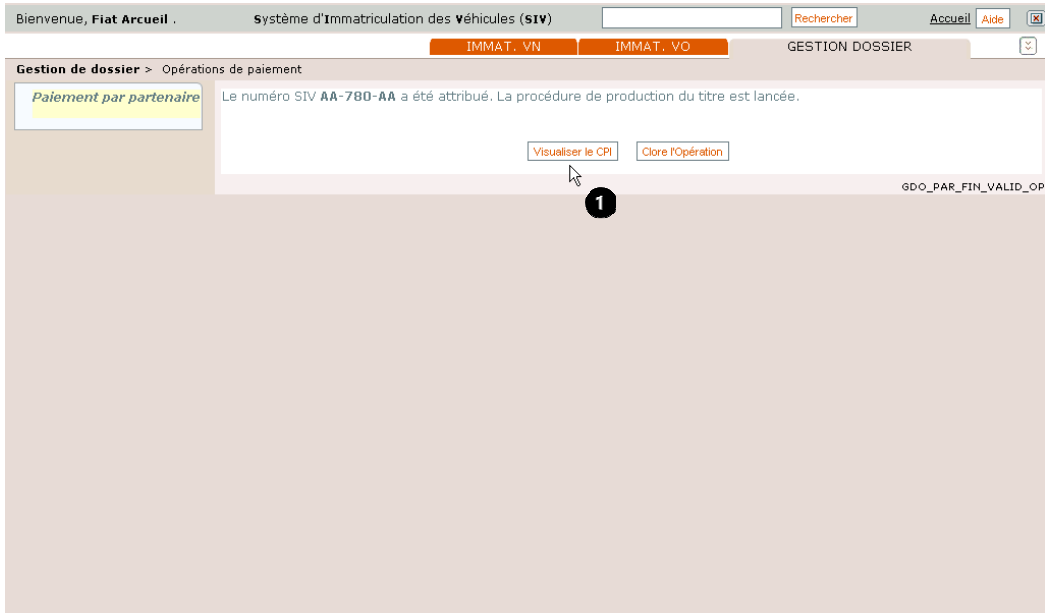 Bienvenue, Fiat Arcueil . Système d'Immatriculation des Véhicules (SIV) Rechercher Accueil Aide
IMMAT. VN IMMAT. VO GESTION DOSSIER
Gestion de dossier > Opérations de paiement
Paiement par partenaire
Le numéro SIV AA-780-AA a été attribué. La procédure de production du titre est lancée.
Visualiser le CPI Clore l'Opération
1
GDO_PAR_FIN_VALID_OP